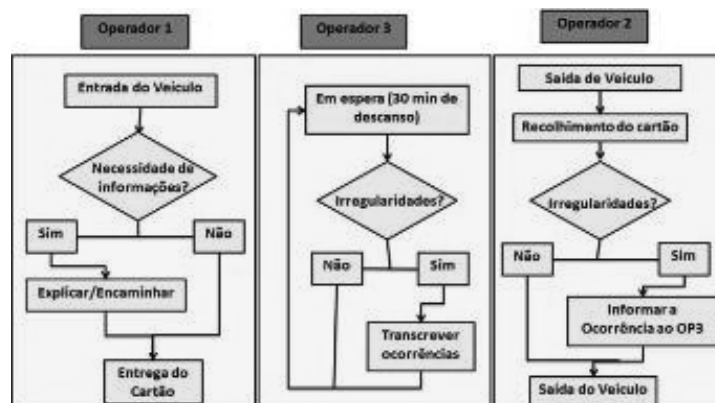 Operador 1
Entrada do Veículo
Necessidade de
informações?
Sim
Não
Explicar/Encaminhar
Entrega do
Cartão
Operador 3
Em espera (30 min de
descanso)
Irregularidades?
Não
Sim
Transcrever
ocorrências
Operador 2
Saída de Veículo
Recolhimento do cartão
Irregularidades?
Não
Sim
Informar a
Ocorrência ao OP3
Saída do Veículo